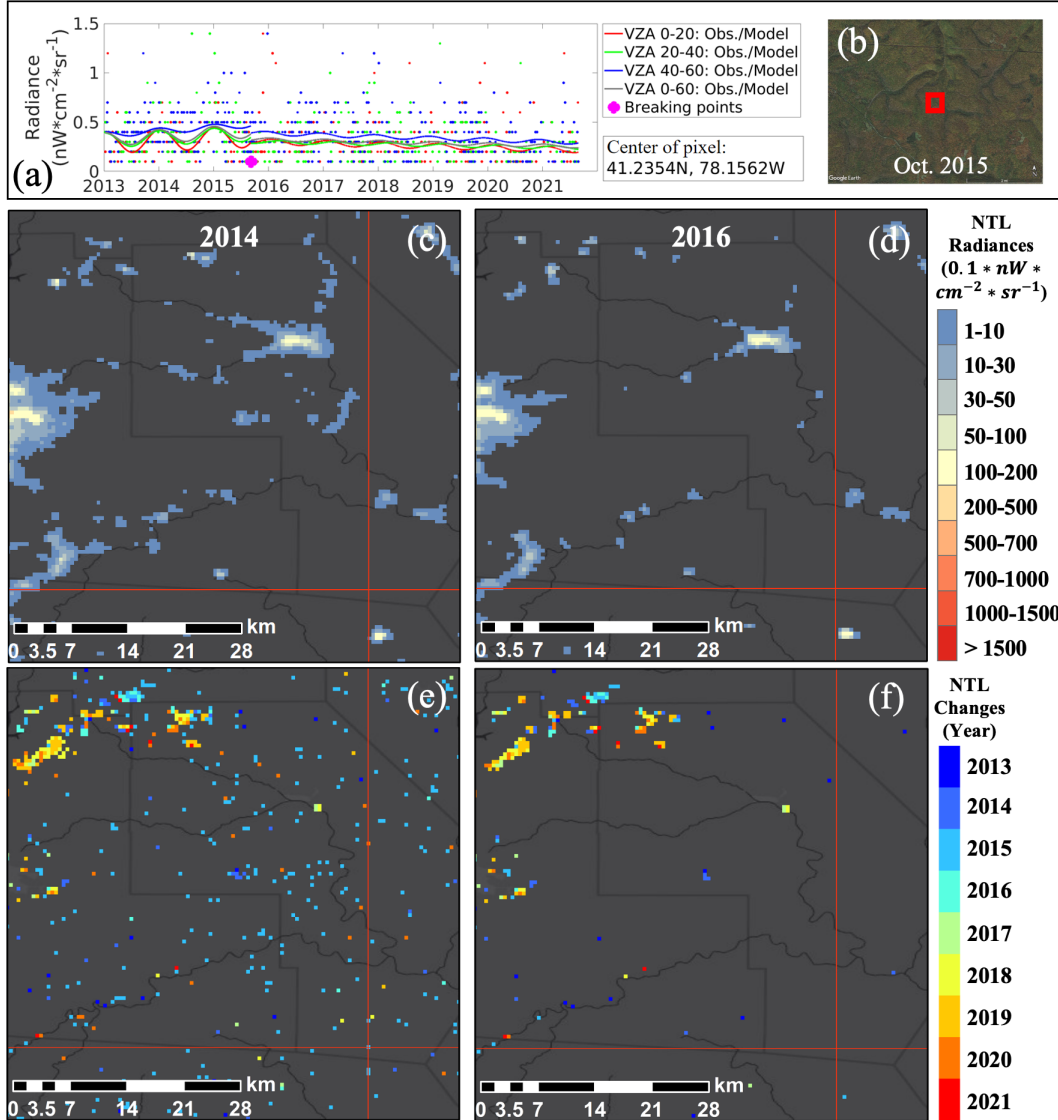 1.5
1
0.5
0
Radiance
(nW*cm⁻²*sr⁻¹)
(a)
2013 2014 2015 2016 2017 2018 2019 2020 2021
VZA 0-20: Obs./Model
VZA 20-40: Obs./Model
VZA 40-60: Obs./Model
VZA 0-60: Obs./Model
Breaking points
Center of pixel:
41.2354N, 78.1562W
(b)
Oct. 2015
Google Earth
2014
(c)
km
0 3.5 7 14 21 28
2016
(d)
km
0 3.5 7 14 21 28
NTL
Radiances
(0.1 * nW *
cm⁻² * sr⁻¹)
1-10
10-30
30-50
50-100
100-200
200-500
500-700
700-1000
1000-1500
> 1500
(e)
km
0 3.5 7 14 21 28
(f)
km
0 3.5 7 14 21 28
NTL
Changes
(Year)
2013
2014
2015
2016
2017
2018
2019
2020
2021